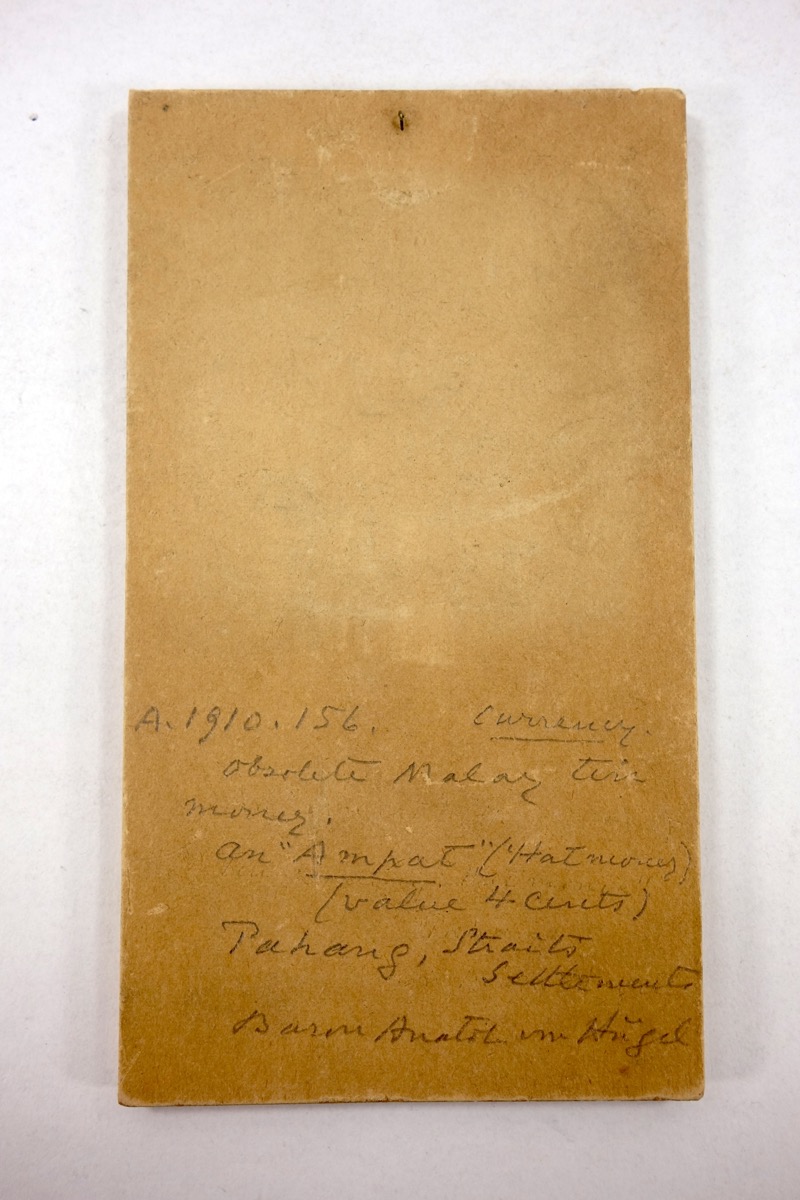 A. 1910. 156. Currency.
Obsolete Malay tin
money.
An "Ampat" ("Hat money)
(value 4 cents)
Pahang, Straits
Settlements
Baron Anatole von Hügel